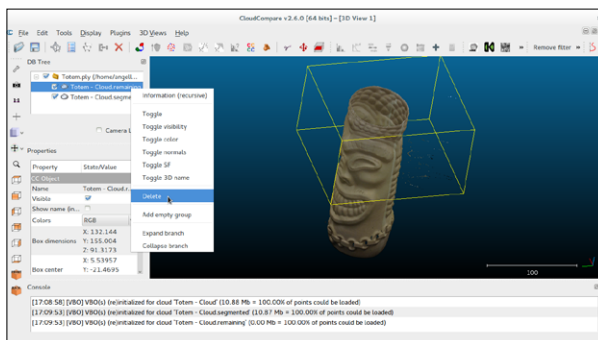 CloudCompare v2.6.0 [64 bits] - [3D View 1]
File Edit Tools Display Plugins 3D Views Help
Remove filter
DB Tree
Totem.ply (/home/angeli...
Totem - Cloud.remaining
Totem - Cloud.segme
Camera L
Information (recursive)
Toggle
Toggle visibility
Toggle color
Toggle normals
Toggle SF
Toggle 3D name
Delete
Add empty group
Expand branch
Collapse branch
Properties
Property State/Value
CC Object
Name Totem - Cloud.r...
Visible
Show name (in...
Colors RGB
Box dimensions
X: 132.144
Y: 155.004
Z: 91.3173
Box center
X: 5.53957
Y: -21.4695
100
Console
[17:08:58] [VBO] VBO(s) (re)initialized for cloud 'Totem - Cloud' (10.88 Mb = 100.00% of points could be loaded)
[17:09:53] [VBO] VBO(s) (re)initialized for cloud 'Totem - Cloud.segmented' (10.87 Mb = 100.00% of points could be loaded)
[17:09:53] [VBO] VBO(s) (re)initialized for cloud 'Totem - Cloud.remaining' (0.00 Mb = 100.00% of points could be loaded)